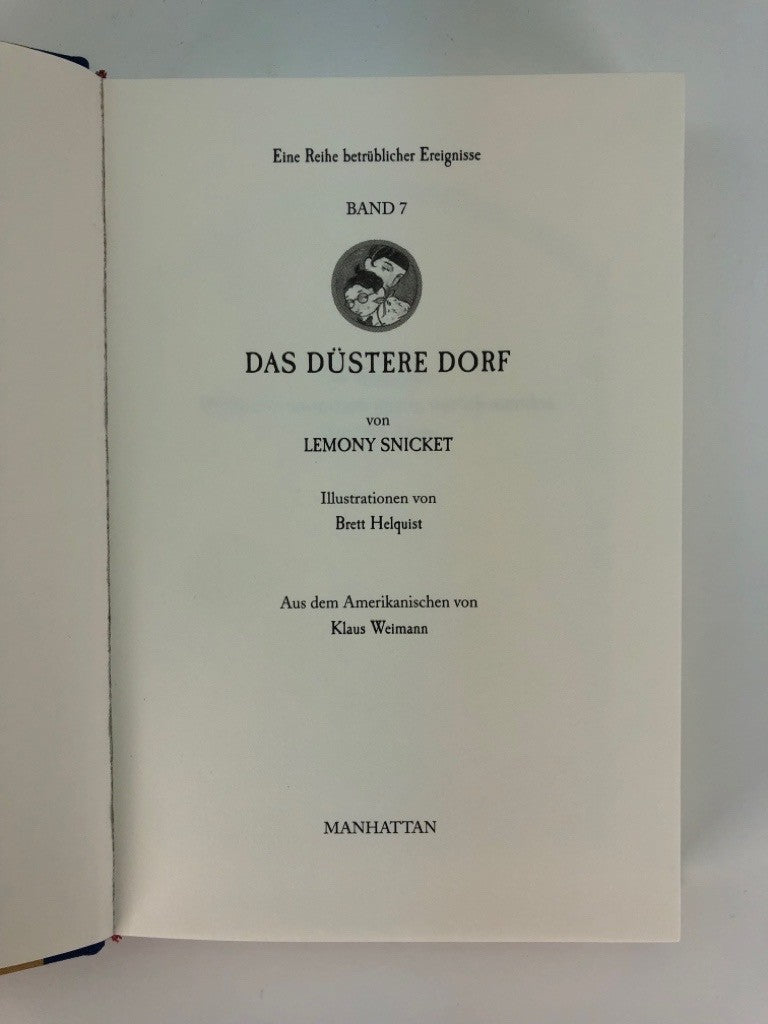 Eine Reihe betrüblicher Ereignisse
BAND 7
DAS DÜSTERE DORF
von
LEMONY SNICKET
Illustrationen von
Brett Helquist
Aus dem Amerikanischen von
Klaus Weimann
MANHATTAN